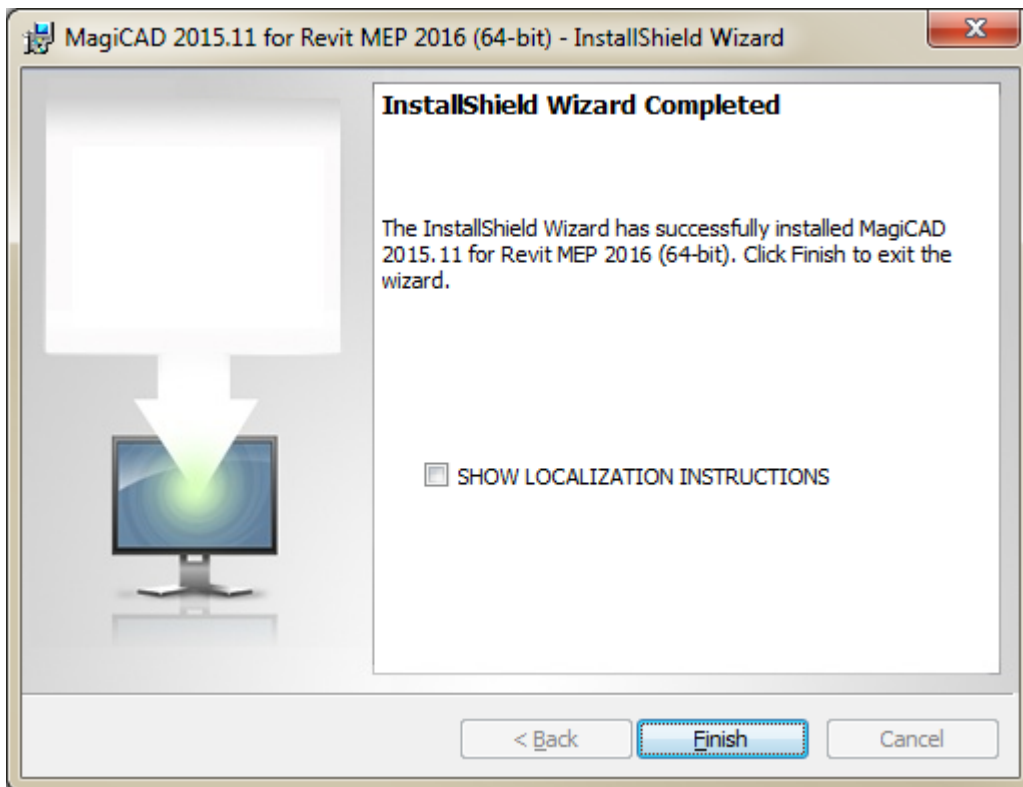 MagiCAD 2015.11 for Revit MEP 2016 (64-bit) - InstallShield Wizard
InstallShield Wizard Completed
The InstallShield Wizard has successfully installed MagiCAD
2015.11 for Revit MEP 2016 (64-bit). Click Finish to exit the
wizard.
SHOW LOCALIZATION INSTRUCTIONS
< Back
Finish
Cancel